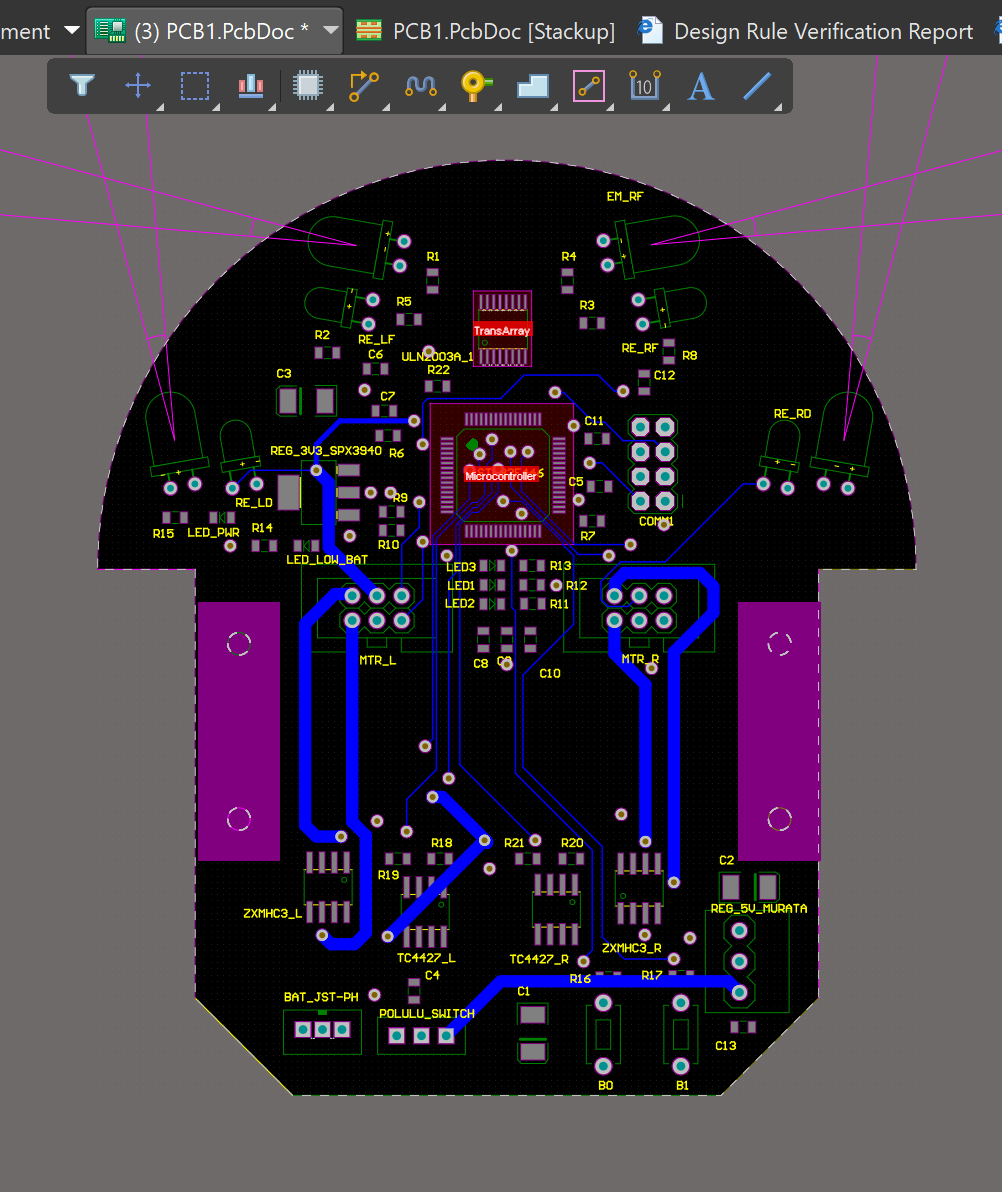 ment
(3) PCB1.PcbDoc *
PCB1.PcbDoc [Stackup]
Design Rule Verification Report
10
A
EM_RF
R1
R4
R5
R3
TransArray
R2
RE_LF
RE_RF
R8
C6
ULN2003A_1
R22
C3
C12
C7
C11
RE_RD
REG_3V3_SPX3940
R6
Microcontroller
C5
R9
RE_LD
COMM1
R15
LED_PWR
R14
R10
R7
LED_LOW_BAT
LED3
R13
LED1
R12
LED2
R11
MTR_L
C8
C10
MTR_R
R18
R21
R20
C2
R19
ZXMHC3_L
REG_5V_MURATA
ZXMHC3_R
TC4427_L
TC4427_R
C4
R16
R17
BAT_JST-PH
C1
POLULU_SWITCH
C13
B0
B1